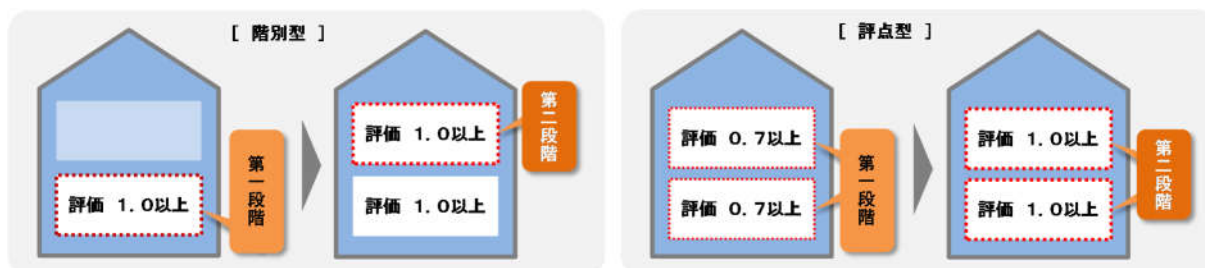 [ 階別型 ]
評価 1.0以上
第一段階
評価 1.0以上
評価 1.0以上
第二段階
[ 評点型 ]
評価 0.7以上
評価 0.7以上
第一段階
評価 1.0以上
評価 1.0以上
第二段階